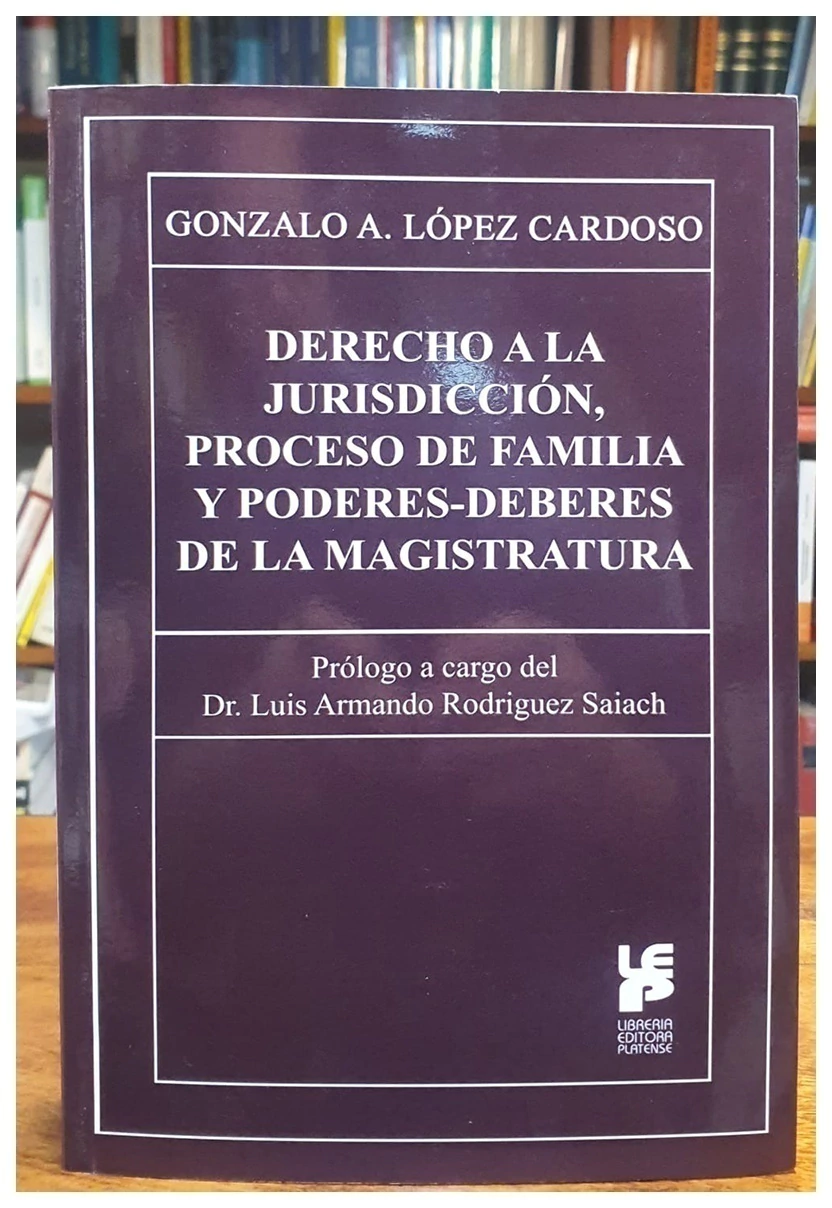 GONZALO A. LÓPEZ CARDOSO
DERECHO A LA
JURISDICCIÓN,
PROCESO DE FAMILIA
Y PODERES-DEBERES
DE LA MAGISTRATURA
Prólogo a cargo del
Dr. Luis Armando Rodriguez Saiach
LE
P
LIBRERIA
EDITORA
PLATENSE